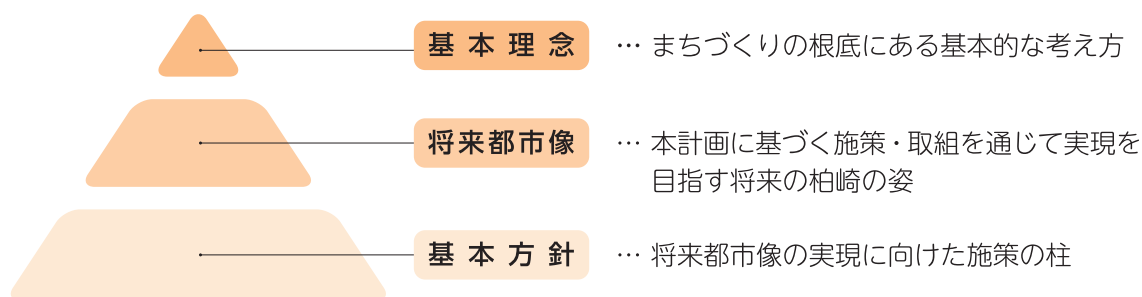 基本理念 … まちづくりの根底にある基本的な考え方
将来都市像 … 本計画に基づく施策・取組を通じて実現を
目指す将来の柏崎の姿
基本方針 … 将来都市像の実現に向けた施策の柱